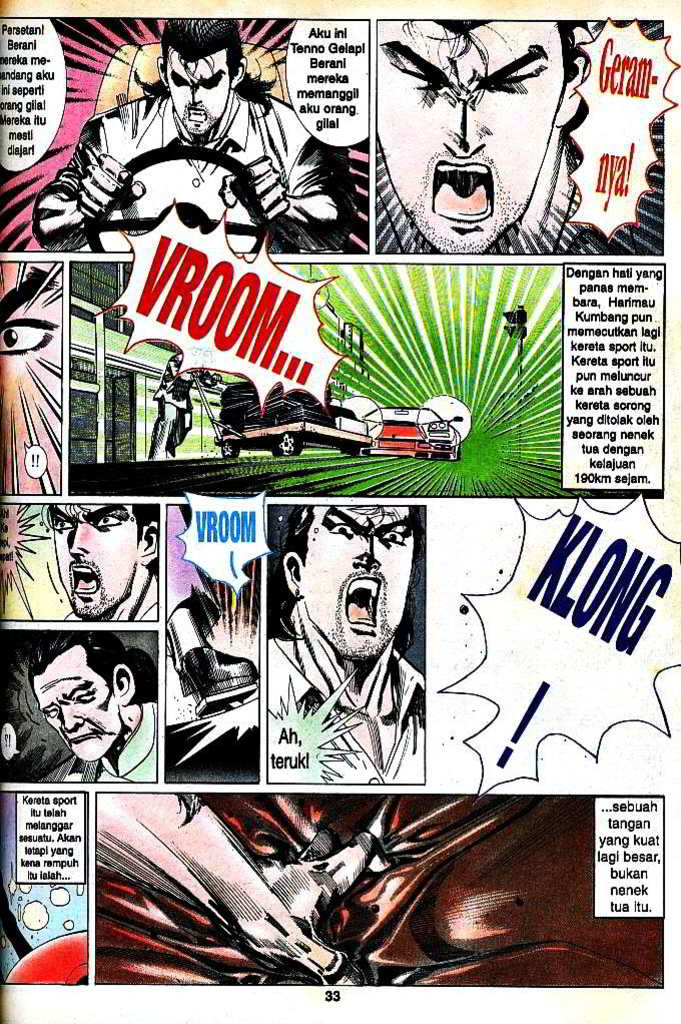 Persetan!
Berani
mereka me-
mandang aku
ini seperti
orang gila!
Mereka itu
mesti
diajar!
Aku ini
Tenno Gelap!
Berani
mereka
memanggil
aku orang
gila!
Geram-
nya!
!!
VROOM...
Dengan hati yang
panas mem-
bara, Harimau
Kumbang pun
memecutkan lagi
kereta sport itu.
Kereta sport itu
pun meluncur
ke arah sebuah
kereta sorong
yang ditolak oleh
seorang nenek
tua dengan
kelajuan
190km sejam.
VROOM
!
Ah,
teruk!
KLONG
!
?!
Kereta sport
itu telah
melanggar
sesuatu. Akan
tetapi yang
kena rempuh
itu ialah...
...sebuah
tangan
yang kuat
lagi besar,
bukan
nenek
tua itu.
33